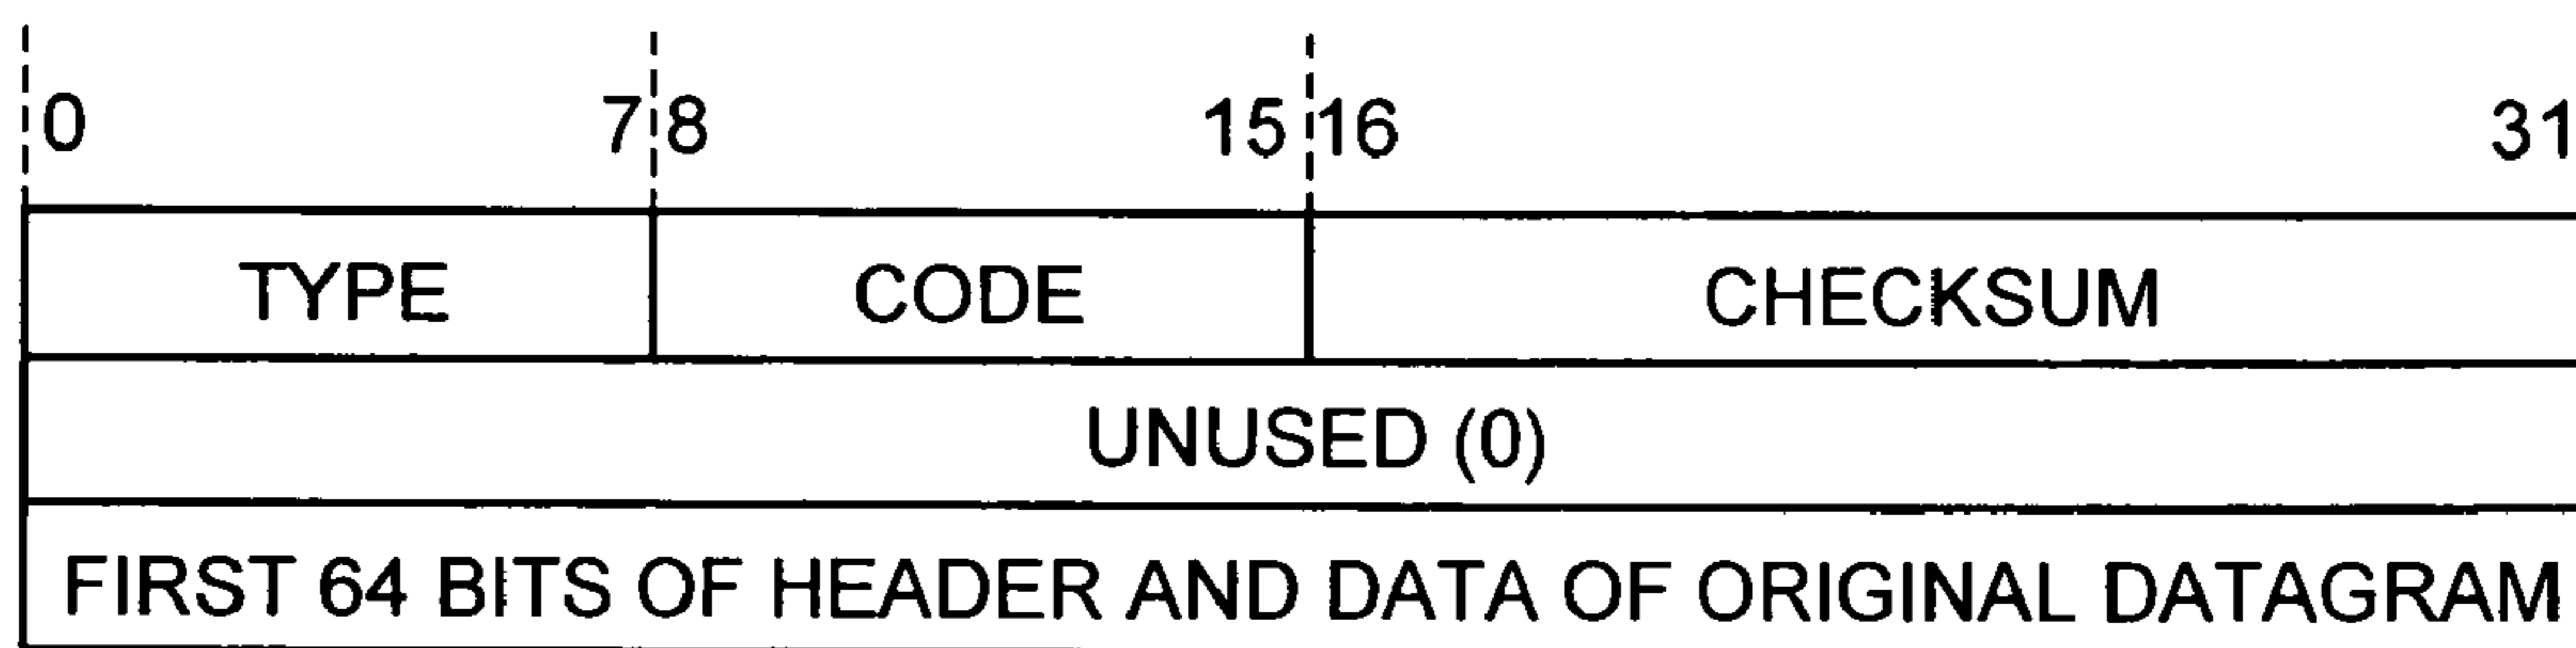 0 7 8 15 16 31
TYPE CODE CHECKSUM
UNUSED (0)
FIRST 64 BITS OF HEADER AND DATA OF ORIGINAL DATAGRAM